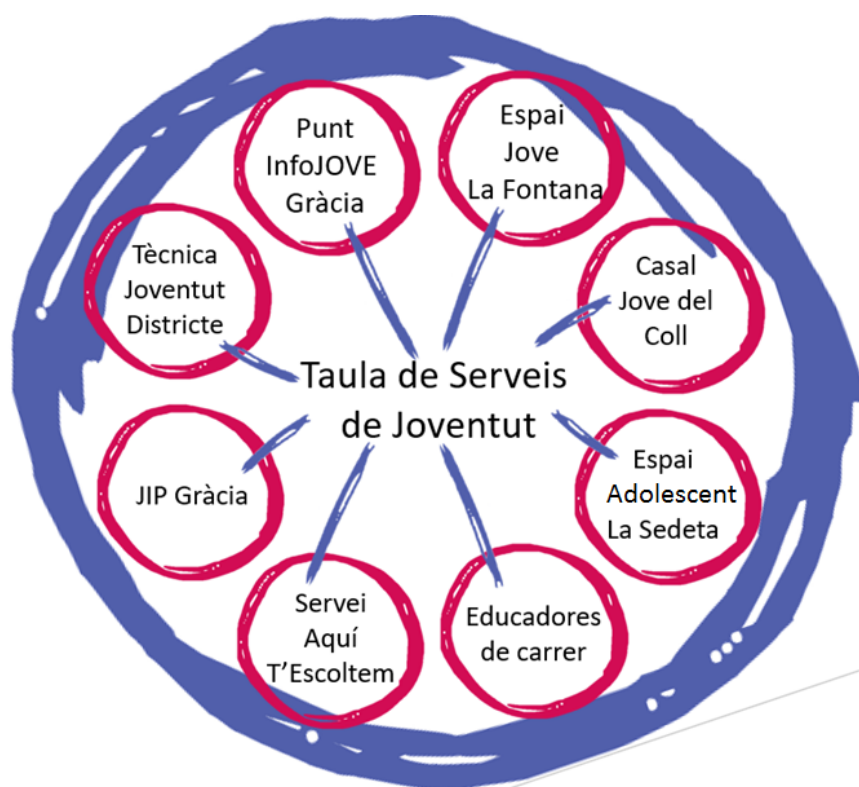 Punt
InfoJOVE
Gràcia
Espai
Jove
La Fontana
Tècnica
Joventut
Districte
Casal
Jove del
Coll
Taula de Serveis
de Joventut
JIP Gràcia
Espai
Adolescent
La Sedeta
Servei
Aquí
T'Escoltem
Educadores
de carrer